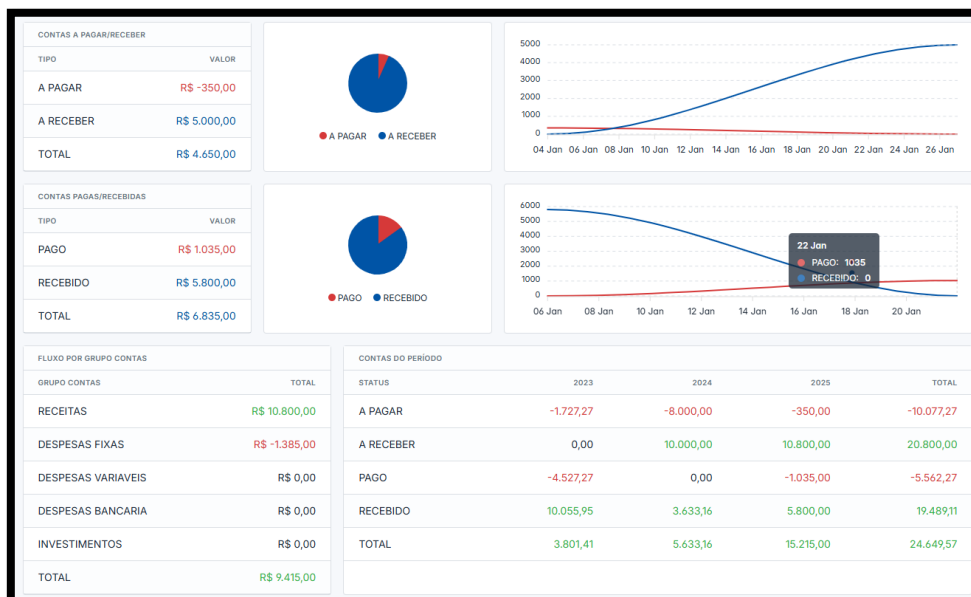 CONTAS A PAGAR/RECEBER
TIPO VALOR
A PAGAR R$ -350,00
A RECEBER R$ 5.000,00
TOTAL R$ 4.650,00
A PAGAR A RECEBER
5000
4000
3000
2000
1000
0
04 Jan 06 Jan 08 Jan 10 Jan 12 Jan 14 Jan 16 Jan 18 Jan 20 Jan 22 Jan 24 Jan 26 Jan
CONTAS PAGAS/RECEBIDAS
TIPO VALOR
PAGO R$ 1.035,00
RECEBIDO R$ 5.800,00
TOTAL R$ 6.835,00
PAGO RECEBIDO
6000
5000
4000
3000
2000
1000
0
22 Jan
PAGO: 1035
RECEBIDO: 0
06 Jan 08 Jan 10 Jan 12 Jan 14 Jan 16 Jan 18 Jan 20 Jan
FLUXO POR GRUPO CONTAS
GRUPO CONTAS TOTAL
RECEITAS R$ 10.800,00
DESPESAS FIXAS R$ -1.385,00
DESPESAS VARIAVEIS R$ 0,00
DESPESAS BANCARIA R$ 0,00
INVESTIMENTOS R$ 0,00
TOTAL R$ 9.415,00
CONTAS DO PERÍODO
STATUS 2023 2024 2025 TOTAL
A PAGAR -1.727,27 -8.000,00 -350,00 -10.077,27
A RECEBER 0,00 10.000,00 10.800,00 20.800,00
PAGO -4.527,27 0,00 -1.035,00 -5.562,27
RECEBIDO 10.055,95 3.633,16 5.800,00 19.489,11
TOTAL 3.801,41 5.633,16 15.215,00 24.649,57